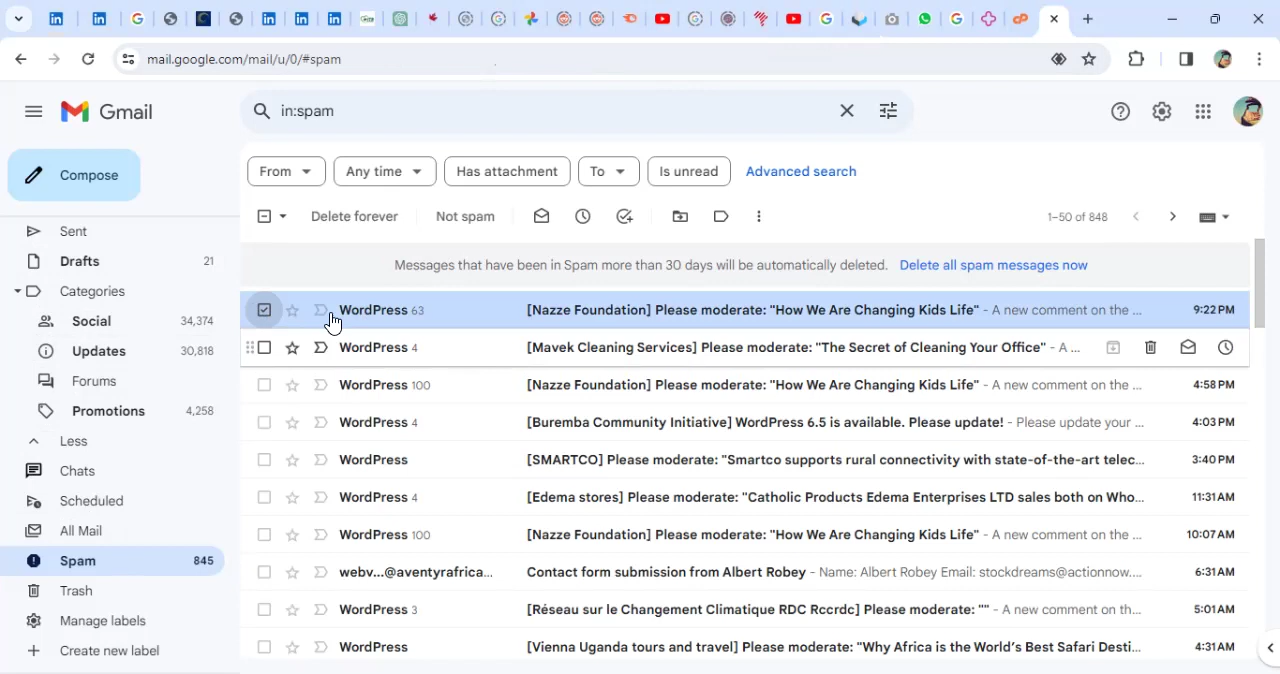 mail.google.com/mail/u/0/#spam
Gmail
in:spam
Compose
From Any time Has attachment To Is unread Advanced search
Delete forever Not spam 1–50 of 848
Messages that have been in Spam more than 30 days will be automatically deleted. Delete all spam messages now
Sent
Drafts 21
Categories
Social 34,374
Updates 30,818
Forums
Promotions 4,258
Less
Chats
Scheduled
All Mail
Spam 845
Trash
Manage labels
Create new label
WordPress 63 [Nazze Foundation] Please moderate: "How We Are Changing Kids Life" - A new comment on the ... 9:22 PM
WordPress 4 [Mavek Cleaning Services] Please moderate: "The Secret of Cleaning Your Office" - A ...
WordPress 100 [Nazze Foundation] Please moderate: "How We Are Changing Kids Life" - A new comment on the ... 4:58 PM
WordPress 4 [Buremba Community Initiative] WordPress 6.5 is available. Please update! - Please update your ... 4:03 PM
WordPress [SMARTCO] Please moderate: "Smartco supports rural connectivity with state-of-the-art telec... 3:40 PM
WordPress 4 [Edema stores] Please moderate: "Catholic Products Edema Enterprises LTD sales both on Who... 11:31 AM
WordPress 100 [Nazze Foundation] Please moderate: "How We Are Changing Kids Life" - A new comment on the ... 10:07 AM
webv...@aventyrafrica... Contact form submission from Albert Robey - Name: Albert Robey Email: stockdreams@actionnow.... 6:31 AM
WordPress 3 [Réseau sur le Changement Climatique RDC Rccrdc] Please moderate: "" - A new comment on th... 5:01 AM
WordPress [Vienna Uganda tours and travel] Please moderate: "Why Africa is the World's Best Safari Desti... 4:31 AM